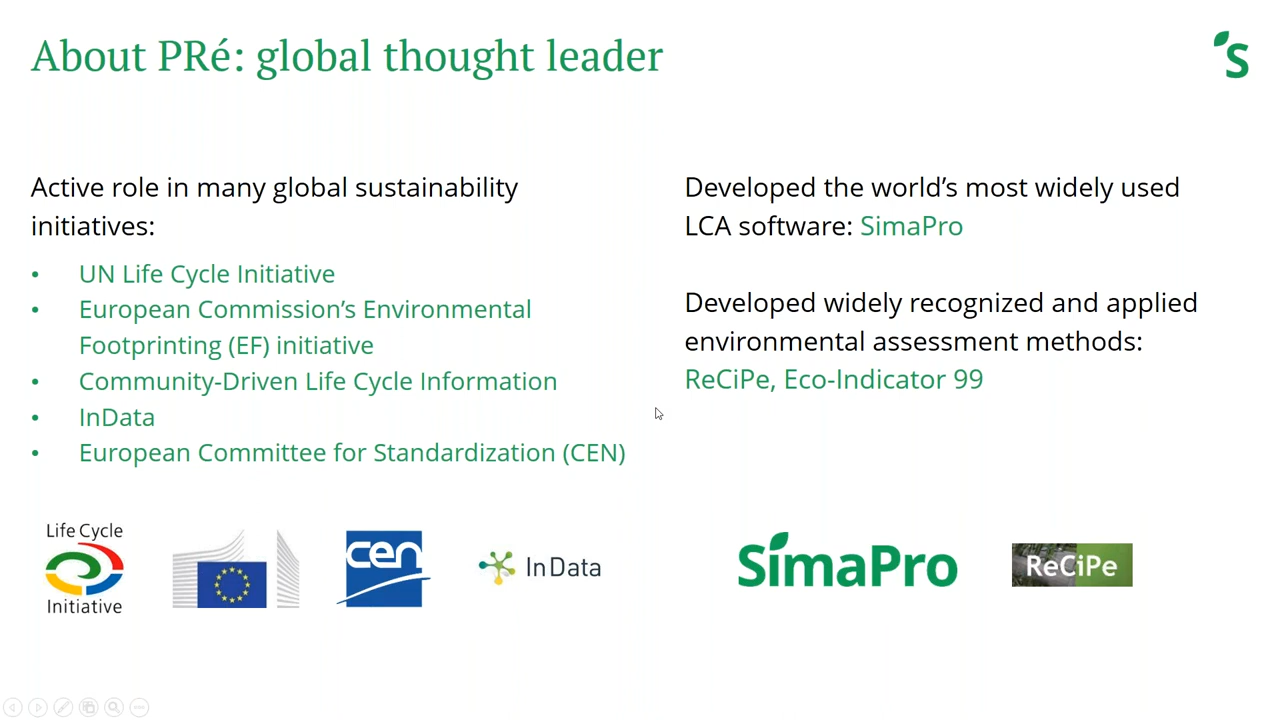 About PRé: global thought leader
S
Active role in many global sustainability
initiatives:
• UN Life Cycle Initiative
• European Commission’s Environmental
Footprinting (EF) initiative
• Community-Driven Life Cycle Information
• InData
• European Committee for Standardization (CEN)
Developed the world’s most widely used
LCA software: SimaPro
Developed widely recognized and applied
environmental assessment methods:
ReCiPe, Eco-Indicator 99
Life Cycle
Initiative
cen
InData
SimaPro
ReCiPe